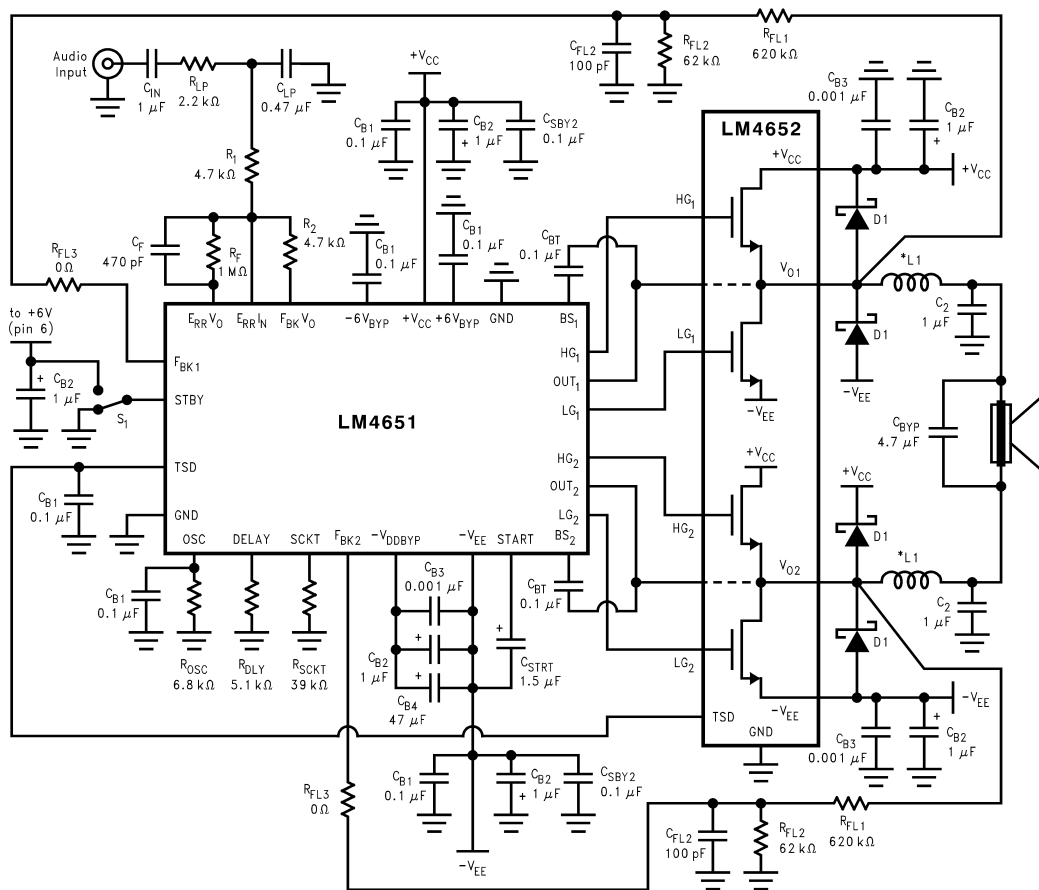 Audio
Input
C_IN
1 μF
R_LP
2.2 kΩ
C_LP
0.47 μF
+V_CC
C_FL2
100 pF
R_FL2
62 kΩ
R_FL1
620 kΩ
C_B1
0.1 μF
C_B2
+ 1 μF
C_SBY2
0.1 μF
LM4652
C_B3
0.001 μF
C_B2
1 μF
+
+V_CC
+V_CC
R_1
4.7 kΩ
HG_1
D1
C_F
470 pF
R_F
1 MΩ
R_2
4.7 kΩ
C_B1
0.1 μF
C_B1
0.1 μF
C_BT
0.1 μF
R_FL3
0Ω
V_O1
*L1
C_2
1 μF
to +6V
(pin 6)
E_RR V_O
E_RR I_N
F_BK V_O
-6V_BYP
+V_CC
+6V_BYP
GND
BS_1
LG_1
D1
F_BK1
HG_1
+
C_B2
1 μF
OUT_1
-V_EE
-V_EE
STBY
S_1
LG_1
LM4651
C_BYP
4.7 μF
HG_2
+V_CC
+V_CC
TSD
C_B1
0.1 μF
OUT_2
GND
LG_2
HG_2
D1
OSC
DELAY
SCKT
F_BK2
-V_DDBYP
-V_EE
START
BS_2
V_O2
*L1
C_B3
0.001 μF
C_BT
0.1 μF
C_B1
0.1 μF
C_2
1 μF
+
+
D1
C_B2
1 μF
LG_2
R_OSC
6.8 kΩ
R_DLY
5.1 kΩ
R_SCKT
39 kΩ
+
C_STRT
1.5 μF
C_B4
47 μF
-V_EE
-V_EE
TSD
GND
C_B3
0.001 μF
+
C_B2
1 μF
R_FL3
0Ω
C_B1
0.1 μF
C_B2
+ 1 μF
C_SBY2
0.1 μF
-V_EE
C_FL2
100 pF
R_FL2
62 kΩ
R_FL1
620 kΩ